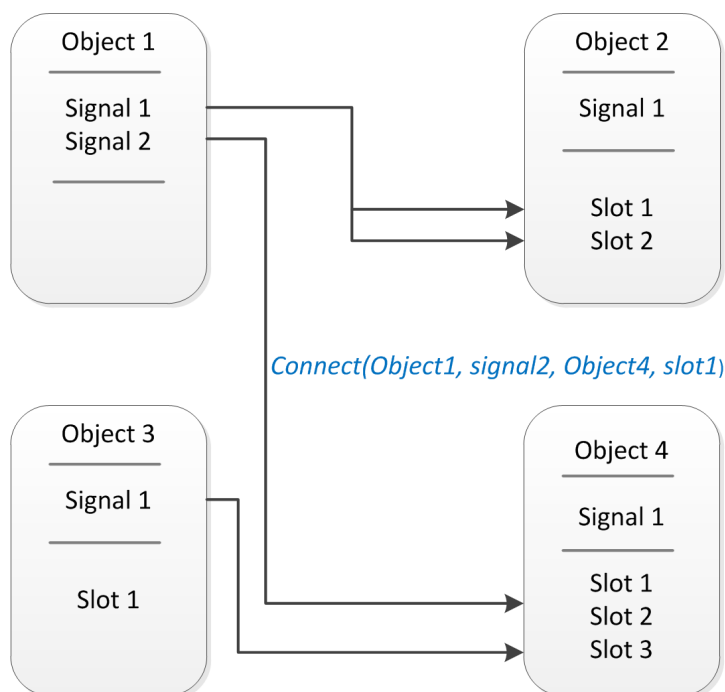 Object 1
Signal 1
Signal 2
Object 2
Signal 1
Slot 1
Slot 2
Connect(Object1, signal2, Object4, slot1)
Object 3
Signal 1
Slot 1
Object 4
Signal 1
Slot 1
Slot 2
Slot 3